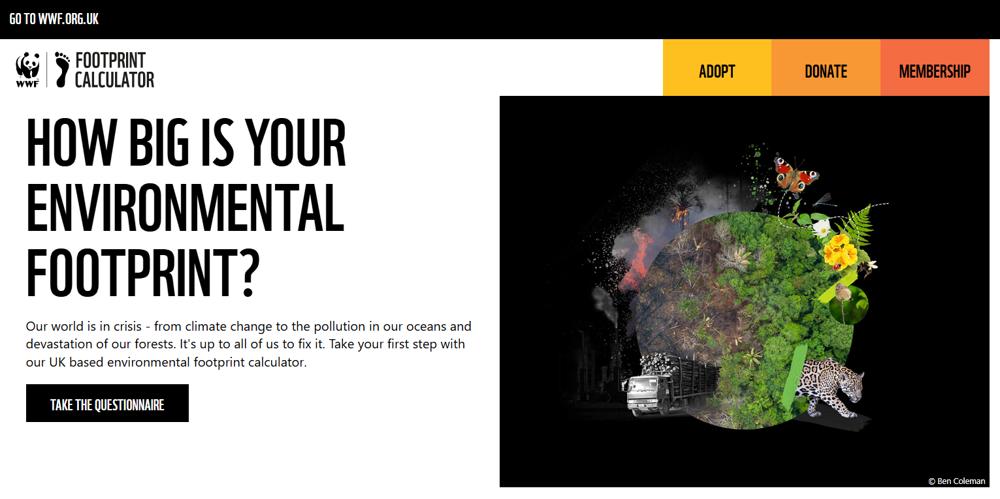 GO TO WWF.ORG.UK
WWF
FOOTPRINT
CALCULATOR
ADOPT
DONATE
MEMBERSHIP
HOW BIG IS YOUR
ENVIRONMENTAL
FOOTPRINT?
Our world is in crisis - from climate change to the pollution in our oceans and
devastation of our forests. It's up to all of us to fix it. Take your first step with
our UK based environmental footprint calculator.
TAKE THE QUESTIONNAIRE
© Ben Coleman